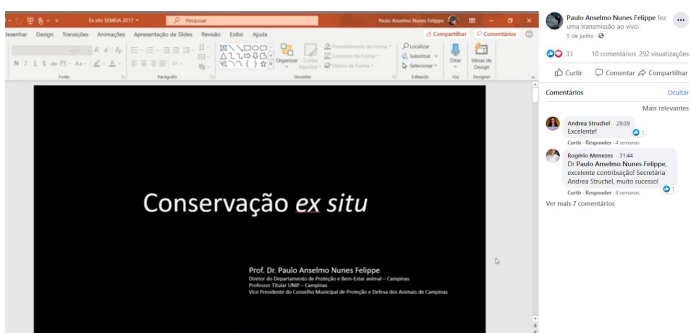 Ex situ SEMEIA 2017
Pesquisar
Paulo Anselmo Nunes Felippe
Desenhar Design Transições Animações Apresentação de Slides Revisão Exibir Ajuda
Compartilhar Comentários
Organizar
Estilos Rápidos
Preenchimento da Forma
Contorno da Forma
Efeitos de Forma
Localizar
Substituir
Selecionar
Ditar
Ideias de Design
Fonte Parágrafo Desenho Editando Voz Designer
Conservação ex situ
Prof. Dr. Paulo Anselmo Nunes Felippe
Diretor do Departamento de Proteção e Bem-Estar animal – Campinas
Professor Titular UNIP – Campinas
Vice Presidente do Conselho Municipal de Proteção e Defesa dos Animais de Campinas
Paulo Anselmo Nunes Felippe fez
uma transmissão ao vivo.
5 de junho
33 10 comentários 292 visualizações
Curtir Comentar Compartilhar
Comentários Ocultar
Mais relevantes
Andrea Struchel · 29:39
Excelente!
1
Curtir · Responder · 4 semanas
Rogério Menezes · 31:44
Dr Paulo Anselmo Nunes Felippe,
excelente contribuição! Secretária
Andrea Struchel, muito sucesso!
1
Curtir · Responder · 4 semanas
Ver mais 7 comentários